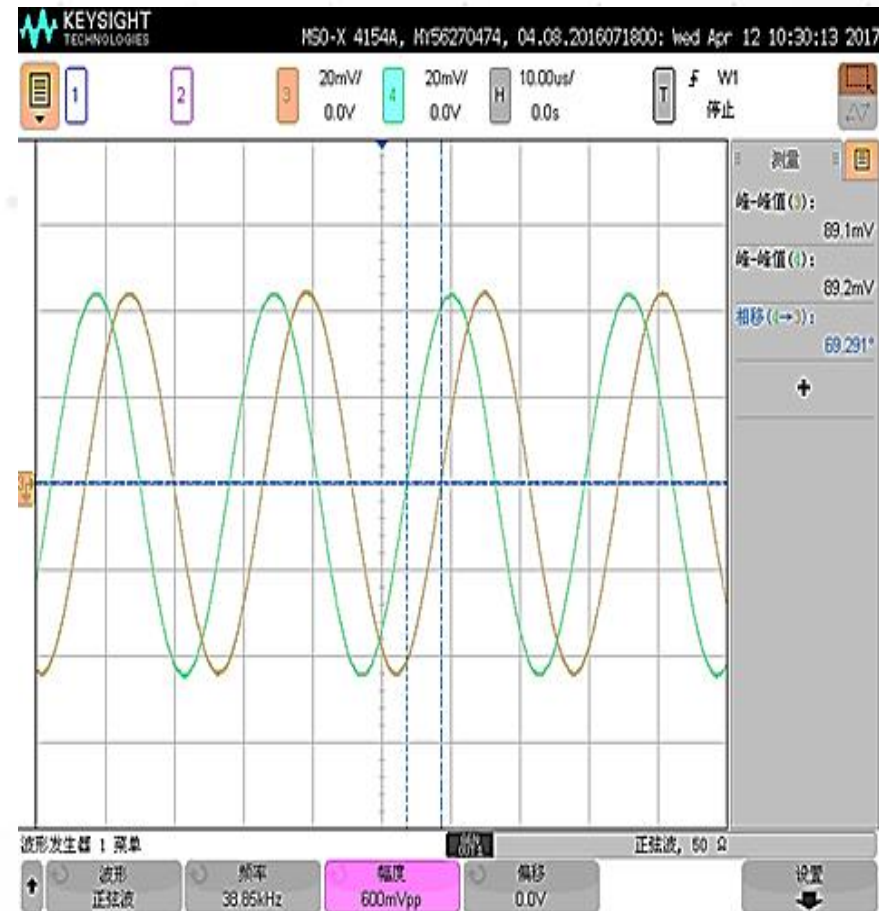 KEYSIGHT
TECHNOLOGIES
MSO-X 4154A, MY56270474, 04.08.2016071800: Wed Apr 12 10:30:13 2017
1
2
3
20mV/
0.0V
4
20mV/
0.0V
H
10.00us/
0.0s
T
W1
停止
测量
峰-峰值(3):
89.1mV
峰-峰值(4):
89.2mV
相移(4→3):
69.291°
+
波形发生器 1 菜单
正弦波, 50 Ω
波形
正弦波
频率
38.85kHz
幅度
600mVpp
偏移
0.0V
设置